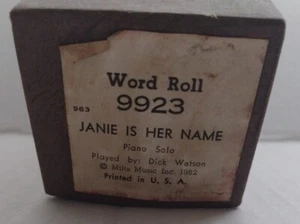 Word Roll
9923
963
JANIE IS HER NAME
Piano Solo
Played by: Dick Watson
© Mills Music Inc. 1962
Printed in U. S. A.